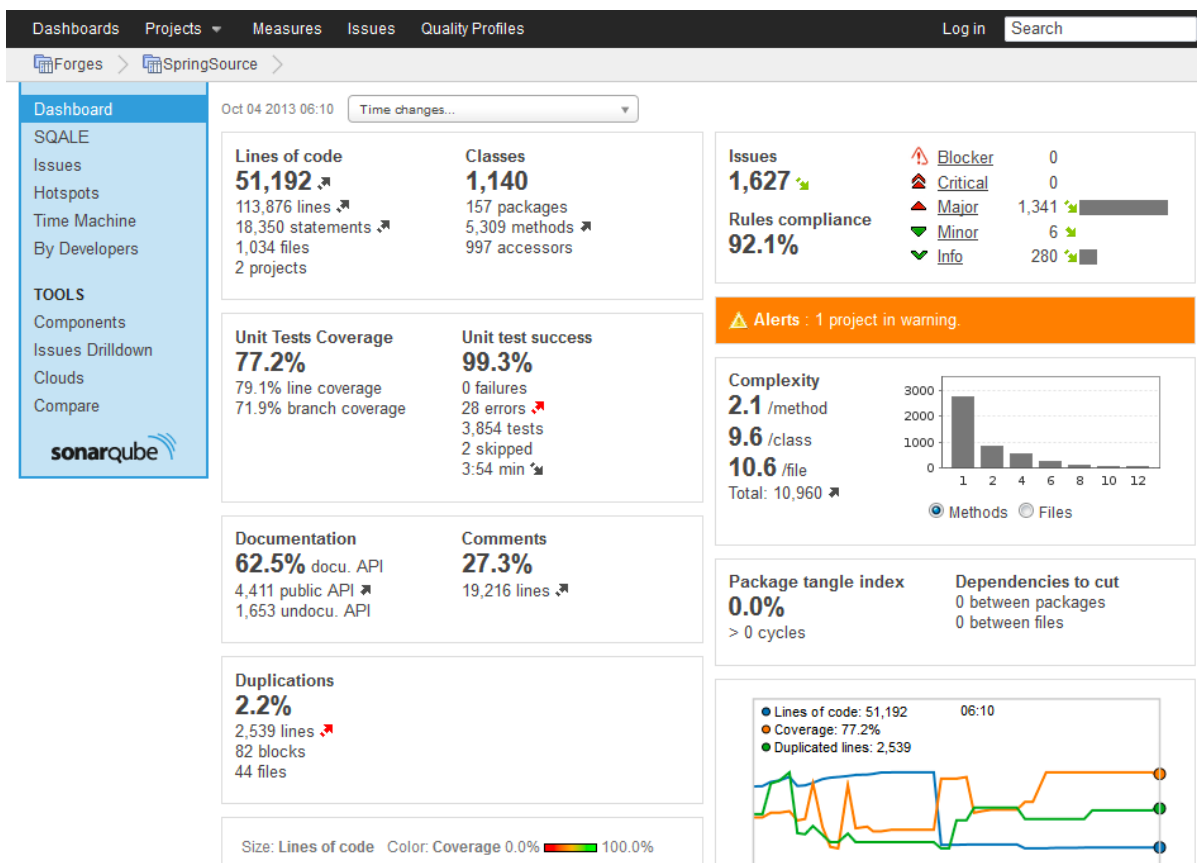 Dashboards Projects Measures Issues Quality Profiles Log in Search
Forges SpringSource
Dashboard
SQALE
Issues
Hotspots
Time Machine
By Developers
TOOLS
Components
Issues Drilldown
Clouds
Compare
sonarqube
Oct 04 2013 06:10 Time changes...
Lines of code
51,192
113,876 lines
18,350 statements
1,034 files
2 projects
Classes
1,140
157 packages
5,309 methods
997 accessors
Unit Tests Coverage
77.2%
79.1% line coverage
71.9% branch coverage
Unit test success
99.3%
0 failures
28 errors
3,854 tests
2 skipped
3:54 min
Documentation
62.5% docu. API
4,411 public API
1,653 undocu. API
Comments
27.3%
19,216 lines
Duplications
2.2%
2,539 lines
82 blocks
44 files
Size: Lines of code Color: Coverage 0.0% 100.0%
Issues
1,627
Rules compliance
92.1%
Blocker 0
Critical 0
Major 1,341
Minor 6
Info 280
Alerts : 1 project in warning.
Complexity
2.1 /method
9.6 /class
10.6 /file
Total: 10,960
3000
2000
1000
0
1 2 4 6 8 10 12
Methods Files
Package tangle index
0.0%
> 0 cycles
Dependencies to cut
0 between packages
0 between files
Lines of code: 51,192 06:10
Coverage: 77.2%
Duplicated lines: 2,539